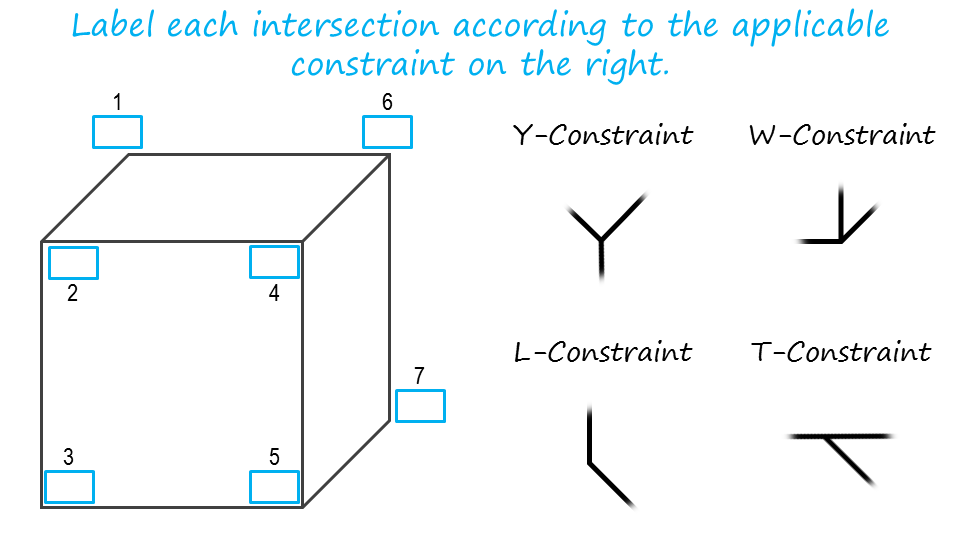 Label each intersection according to the applicable
constraint on the right.
1
6
Y-Constraint
W-Constraint
2
4
L-Constraint
T-Constraint
7
3
5